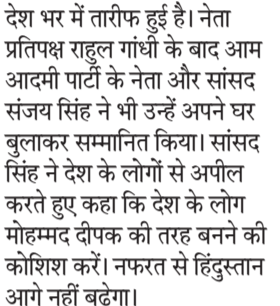 देश भर में तारीफ हुई है। नेता
प्रतिपक्ष राहुल गांधी के बाद आम
आदमी पार्टी के नेता और सांसद
संजय सिंह ने भी उन्हें अपने घर
बुलाकर सम्मानित किया। सांसद
सिंह ने देश के लोगों से अपील
करते हुए कहा कि देश के लोग
मोहम्मद दीपक की तरह बनने की
कोशिश करें। नफरत से हिंदुस्तान
आगे नहीं बढ़ेगा।